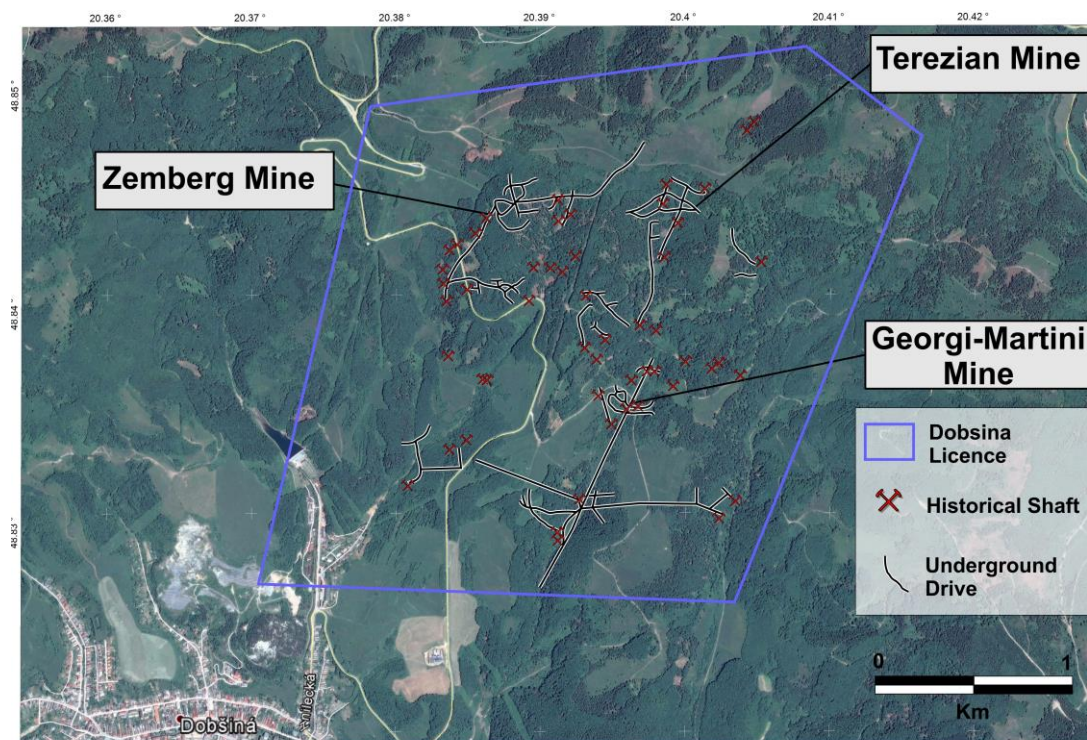 20.36 20.37 20.38 20.39 20.4 20.41 20.42
48.85
48.84
48.83
Terezian Mine
Zemberg Mine
Georgi-Martini
Mine
Dobsina
Licence
Historical Shaft
Underground
Drive
0 1
Km
Dobšiná